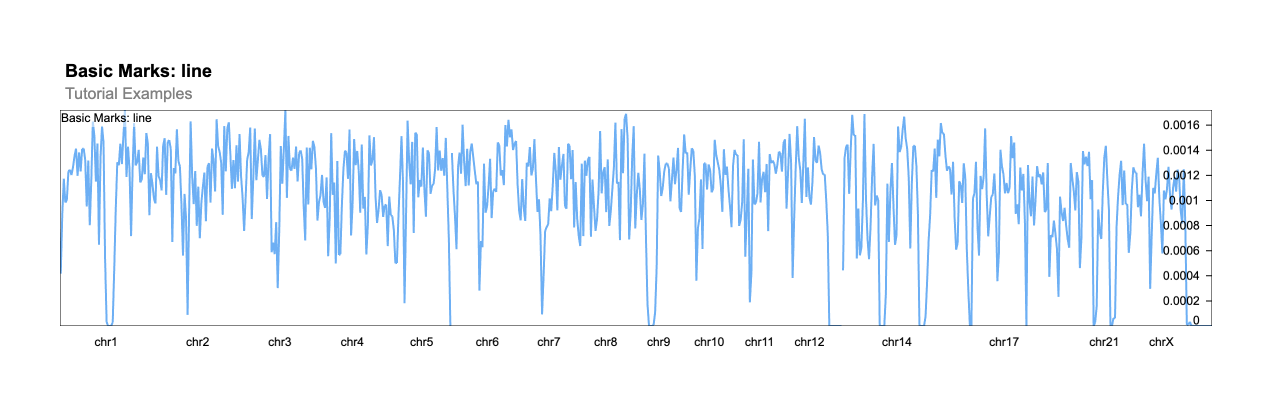 Basic Marks: line
Tutorial Examples
Basic Marks: line
0.0016
0.0014
0.0012
0.001
0.0008
0.0006
0.0004
0.0002
0
chr1 chr2 chr3 chr4 chr5 chr6 chr7 chr8 chr9 chr10 chr11 chr12 chr14 chr17 chr21 chrX